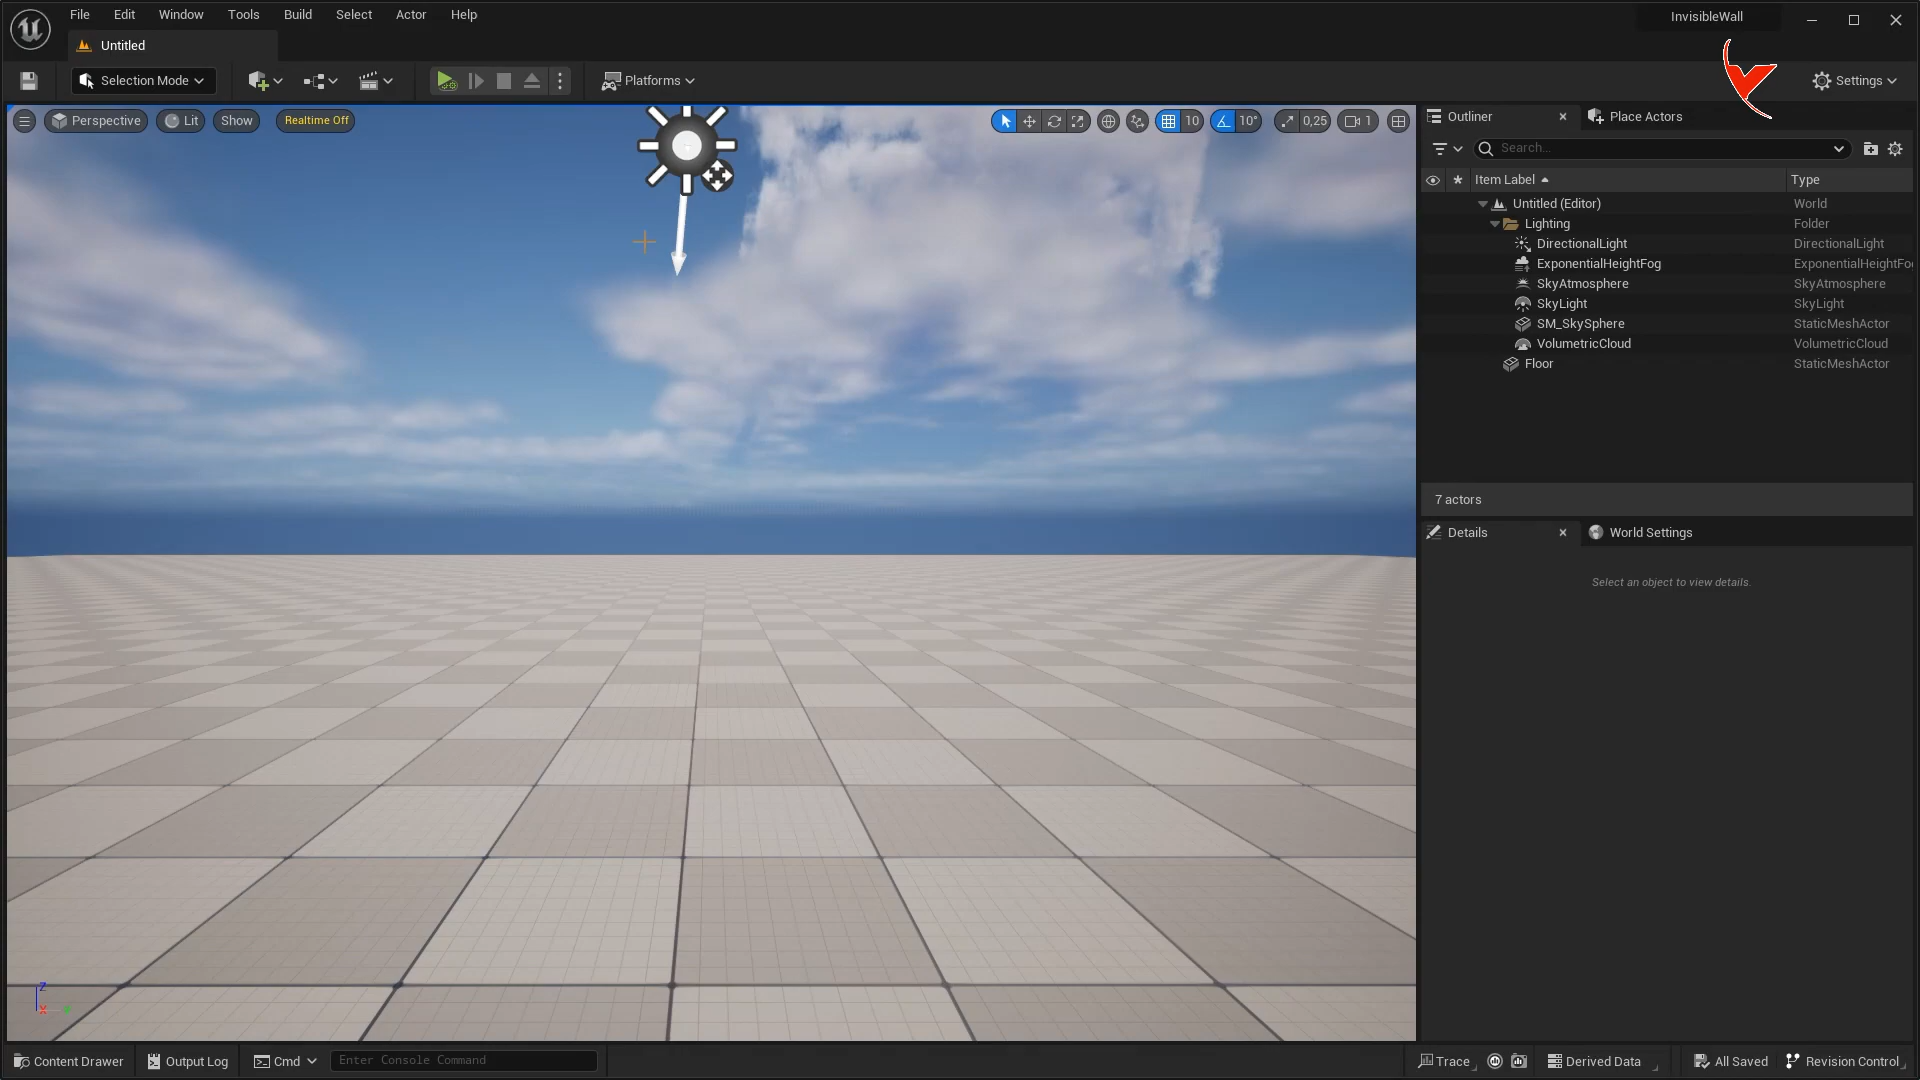 File Edit Window Tools Build Select Actor Help
InvisibleWall
Untitled
Selection Mode
Platforms
Settings
Perspective Lit Show Realtime Off
10 10° 0,25 1
Outliner Place Actors
Search...
Item Label Type
Untitled (Editor) World
Lighting Folder
DirectionalLight DirectionalLight
ExponentialHeightFog ExponentialHeightFo
SkyAtmosphere SkyAtmosphere
SkyLight SkyLight
SM_SkySphere StaticMeshActor
VolumetricCloud VolumetricCloud
Floor StaticMeshActor
7 actors
Details World Settings
Select an object to view details.
Z
X
Content Drawer Output Log Cmd Enter Console Command Trace Derived Data All Saved Revision Control